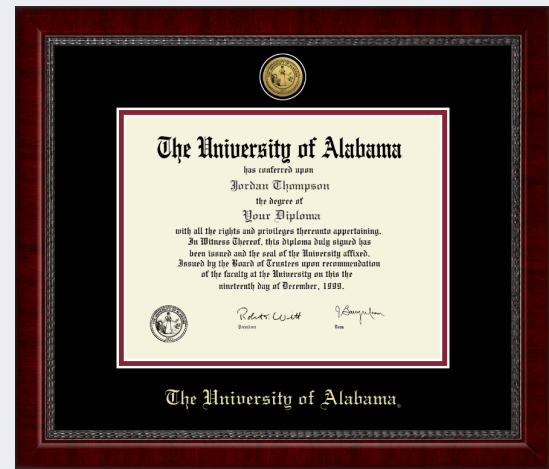 The University of Alabama
has conferred upon
Jordan Thompson
the degree of
Your Diploma
with all the rights and privileges thereunto appertaining.
In Witness Thereof, this diploma duly signed has
been issued and the seal of the University affixed.
Issued by the Board of Trustees upon recommendation
of the faculty at the University on this the
nineteenth day of December, 1999.
President
Dean
The University of Alabama®